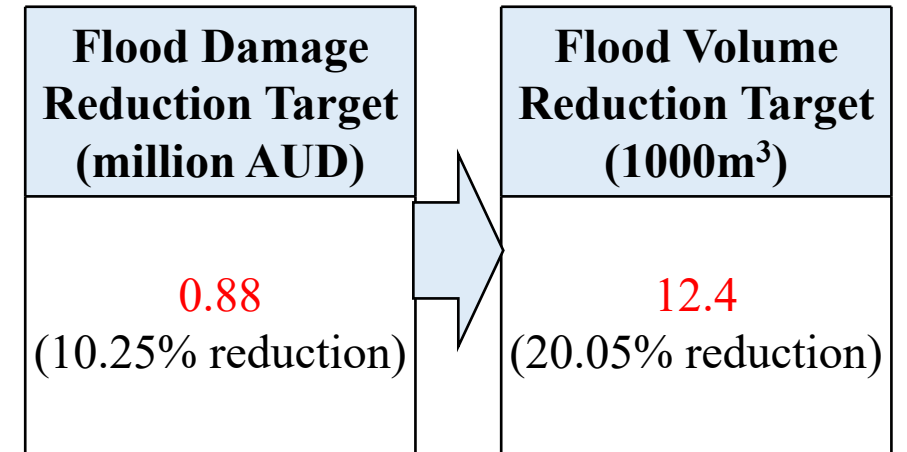 Flood Damage
Reduction Target
(million AUD)
0.88
(10.25% reduction)
Flood Volume
Reduction Target
(1000m³)
12.4
(20.05% reduction)